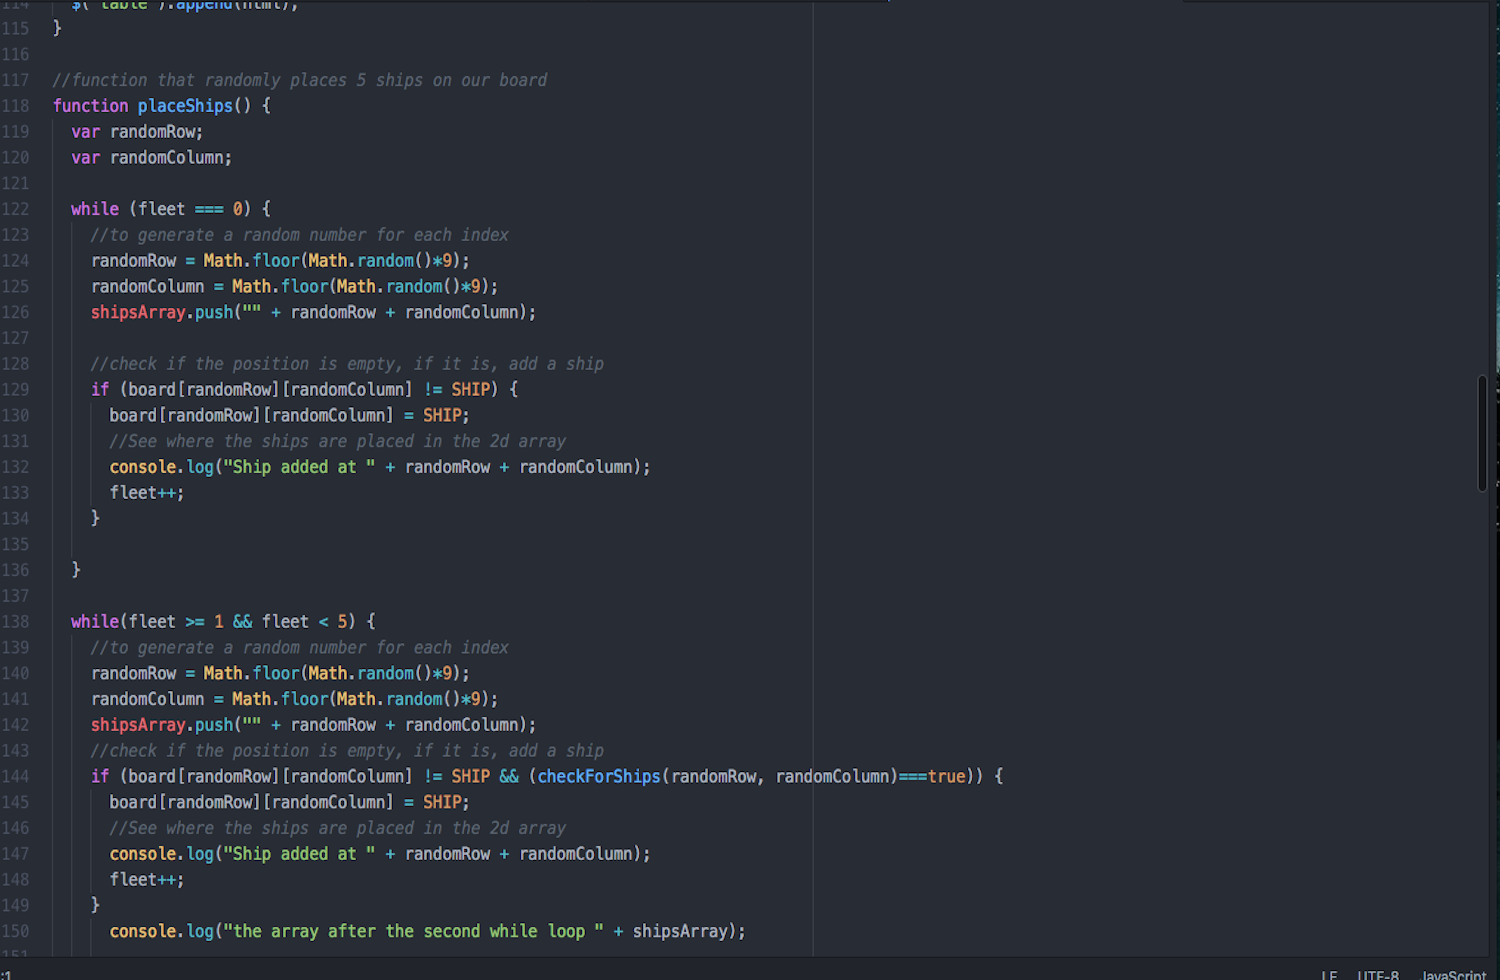 114 $("table").append(html);
115 }
116
117 //function that randomly places 5 ships on our board
118 function placeShips() {
119 var randomRow;
120 var randomColumn;
121
122 while (fleet === 0) {
123 //to generate a random number for each index
124 randomRow = Math.floor(Math.random()*9);
125 randomColumn = Math.floor(Math.random()*9);
126 shipsArray.push("" + randomRow + randomColumn);
127
128 //check if the position is empty, if it is, add a ship
129 if (board[randomRow][randomColumn] != SHIP) {
130 board[randomRow][randomColumn] = SHIP;
131 //See where the ships are placed in the 2d array
132 console.log("Ship added at " + randomRow + randomColumn);
133 fleet++;
134 }
135
136 }
137
138 while(fleet >= 1 && fleet < 5) {
139 //to generate a random number for each index
140 randomRow = Math.floor(Math.random()*9);
141 randomColumn = Math.floor(Math.random()*9);
142 shipsArray.push("" + randomRow + randomColumn);
143 //check if the position is empty, if it is, add a ship
144 if (board[randomRow][randomColumn] != SHIP && (checkForShips(randomRow, randomColumn)===true)) {
145 board[randomRow][randomColumn] = SHIP;
146 //See where the ships are placed in the 2d array
147 console.log("Ship added at " + randomRow + randomColumn);
148 fleet++;
149 }
150 console.log("the array after the second while loop " + shipsArray);
151
:1 LF UTF-8 JavaScript